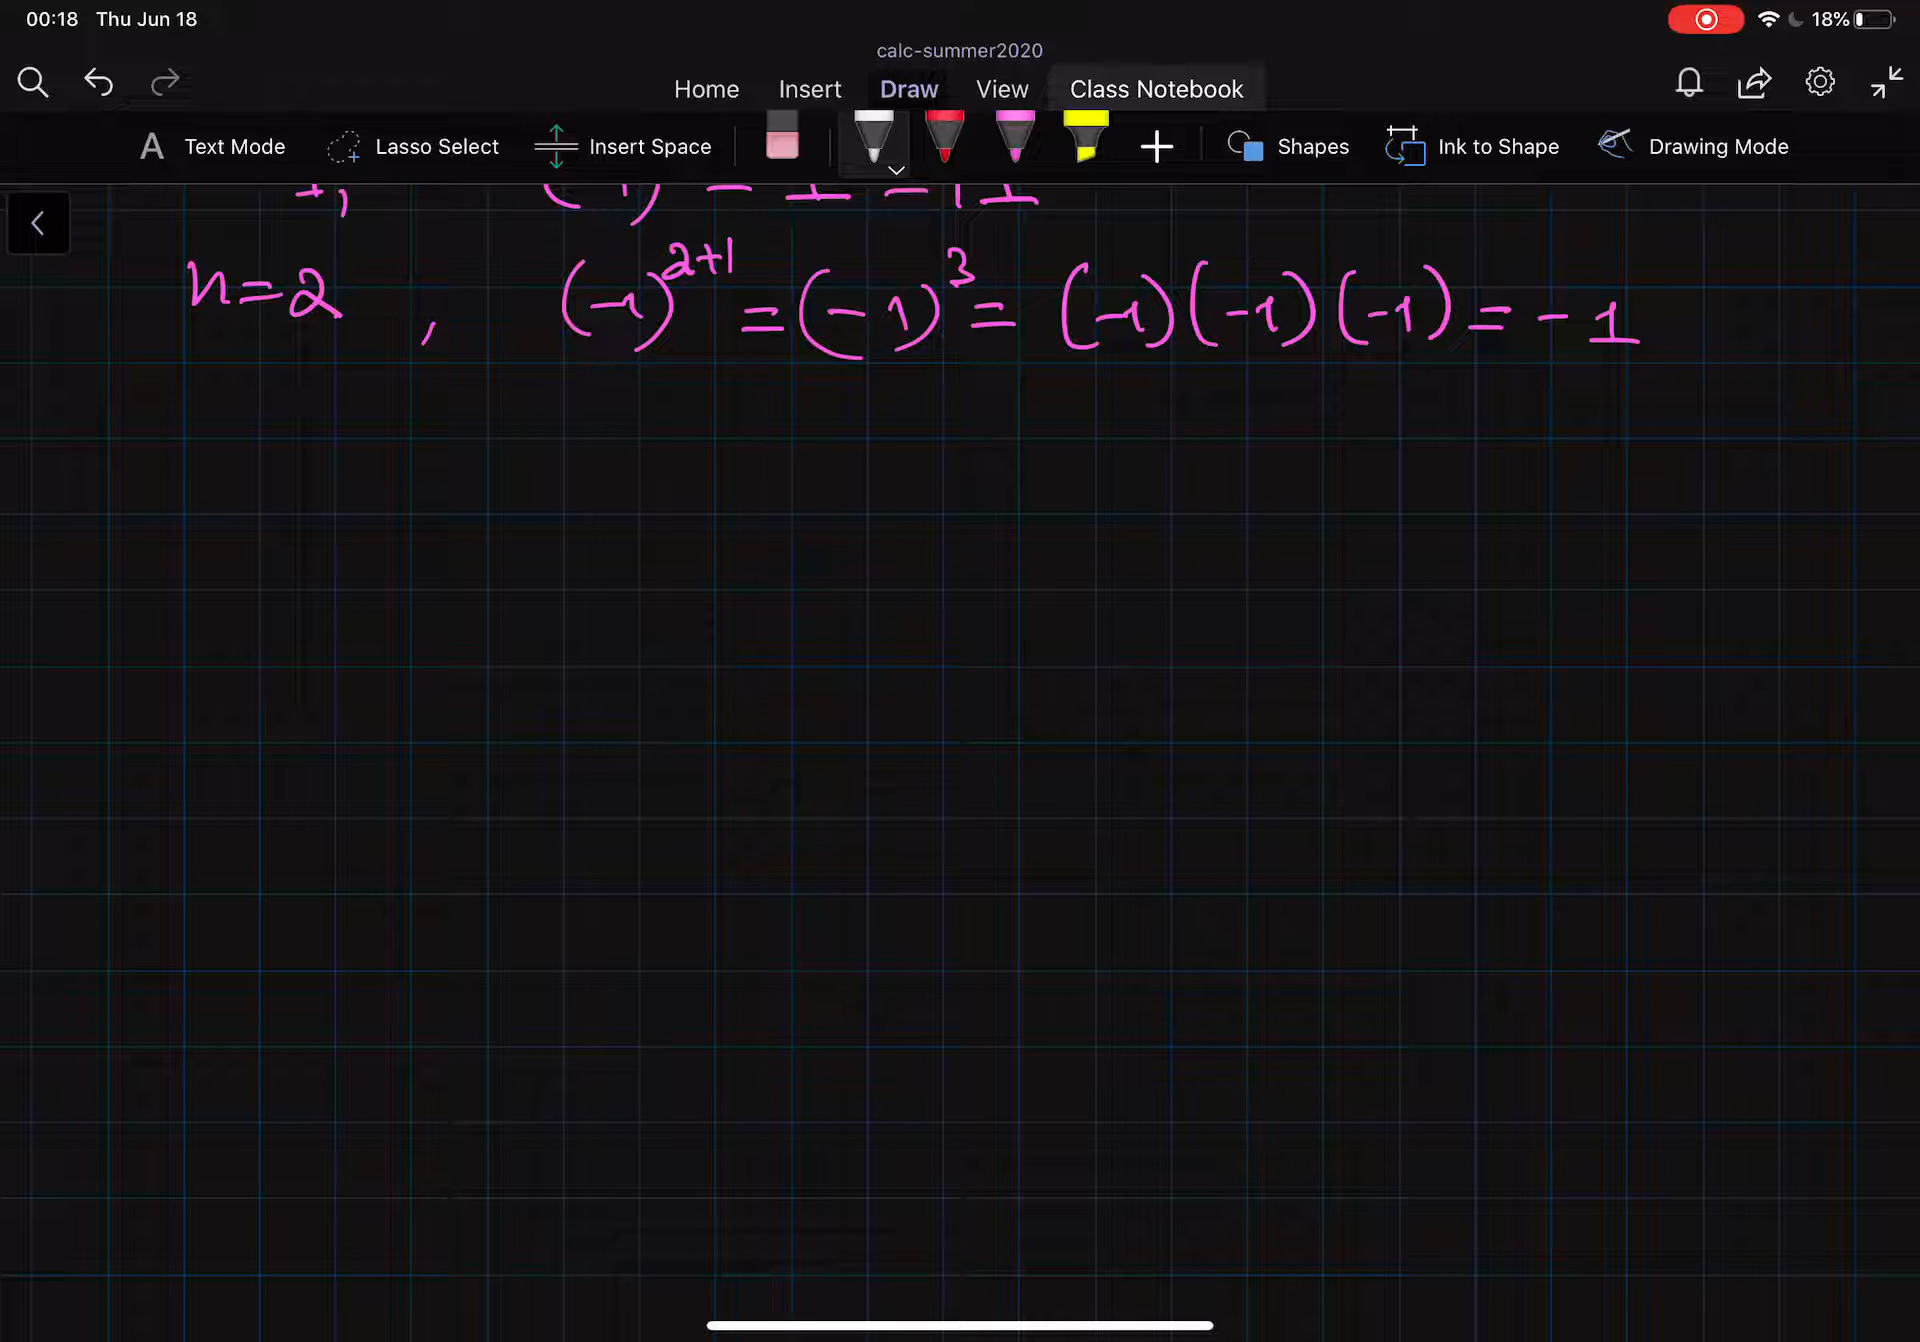 00:18 Thu Jun 18
18%
calc-summer2020
Home Insert Draw View Class Notebook
Text Mode Lasso Select Insert Space Shapes Ink to Shape Drawing Mode
n=2 , (-1)^{2+1} = (-1)^3 = (-1)(-1)(-1) = -1